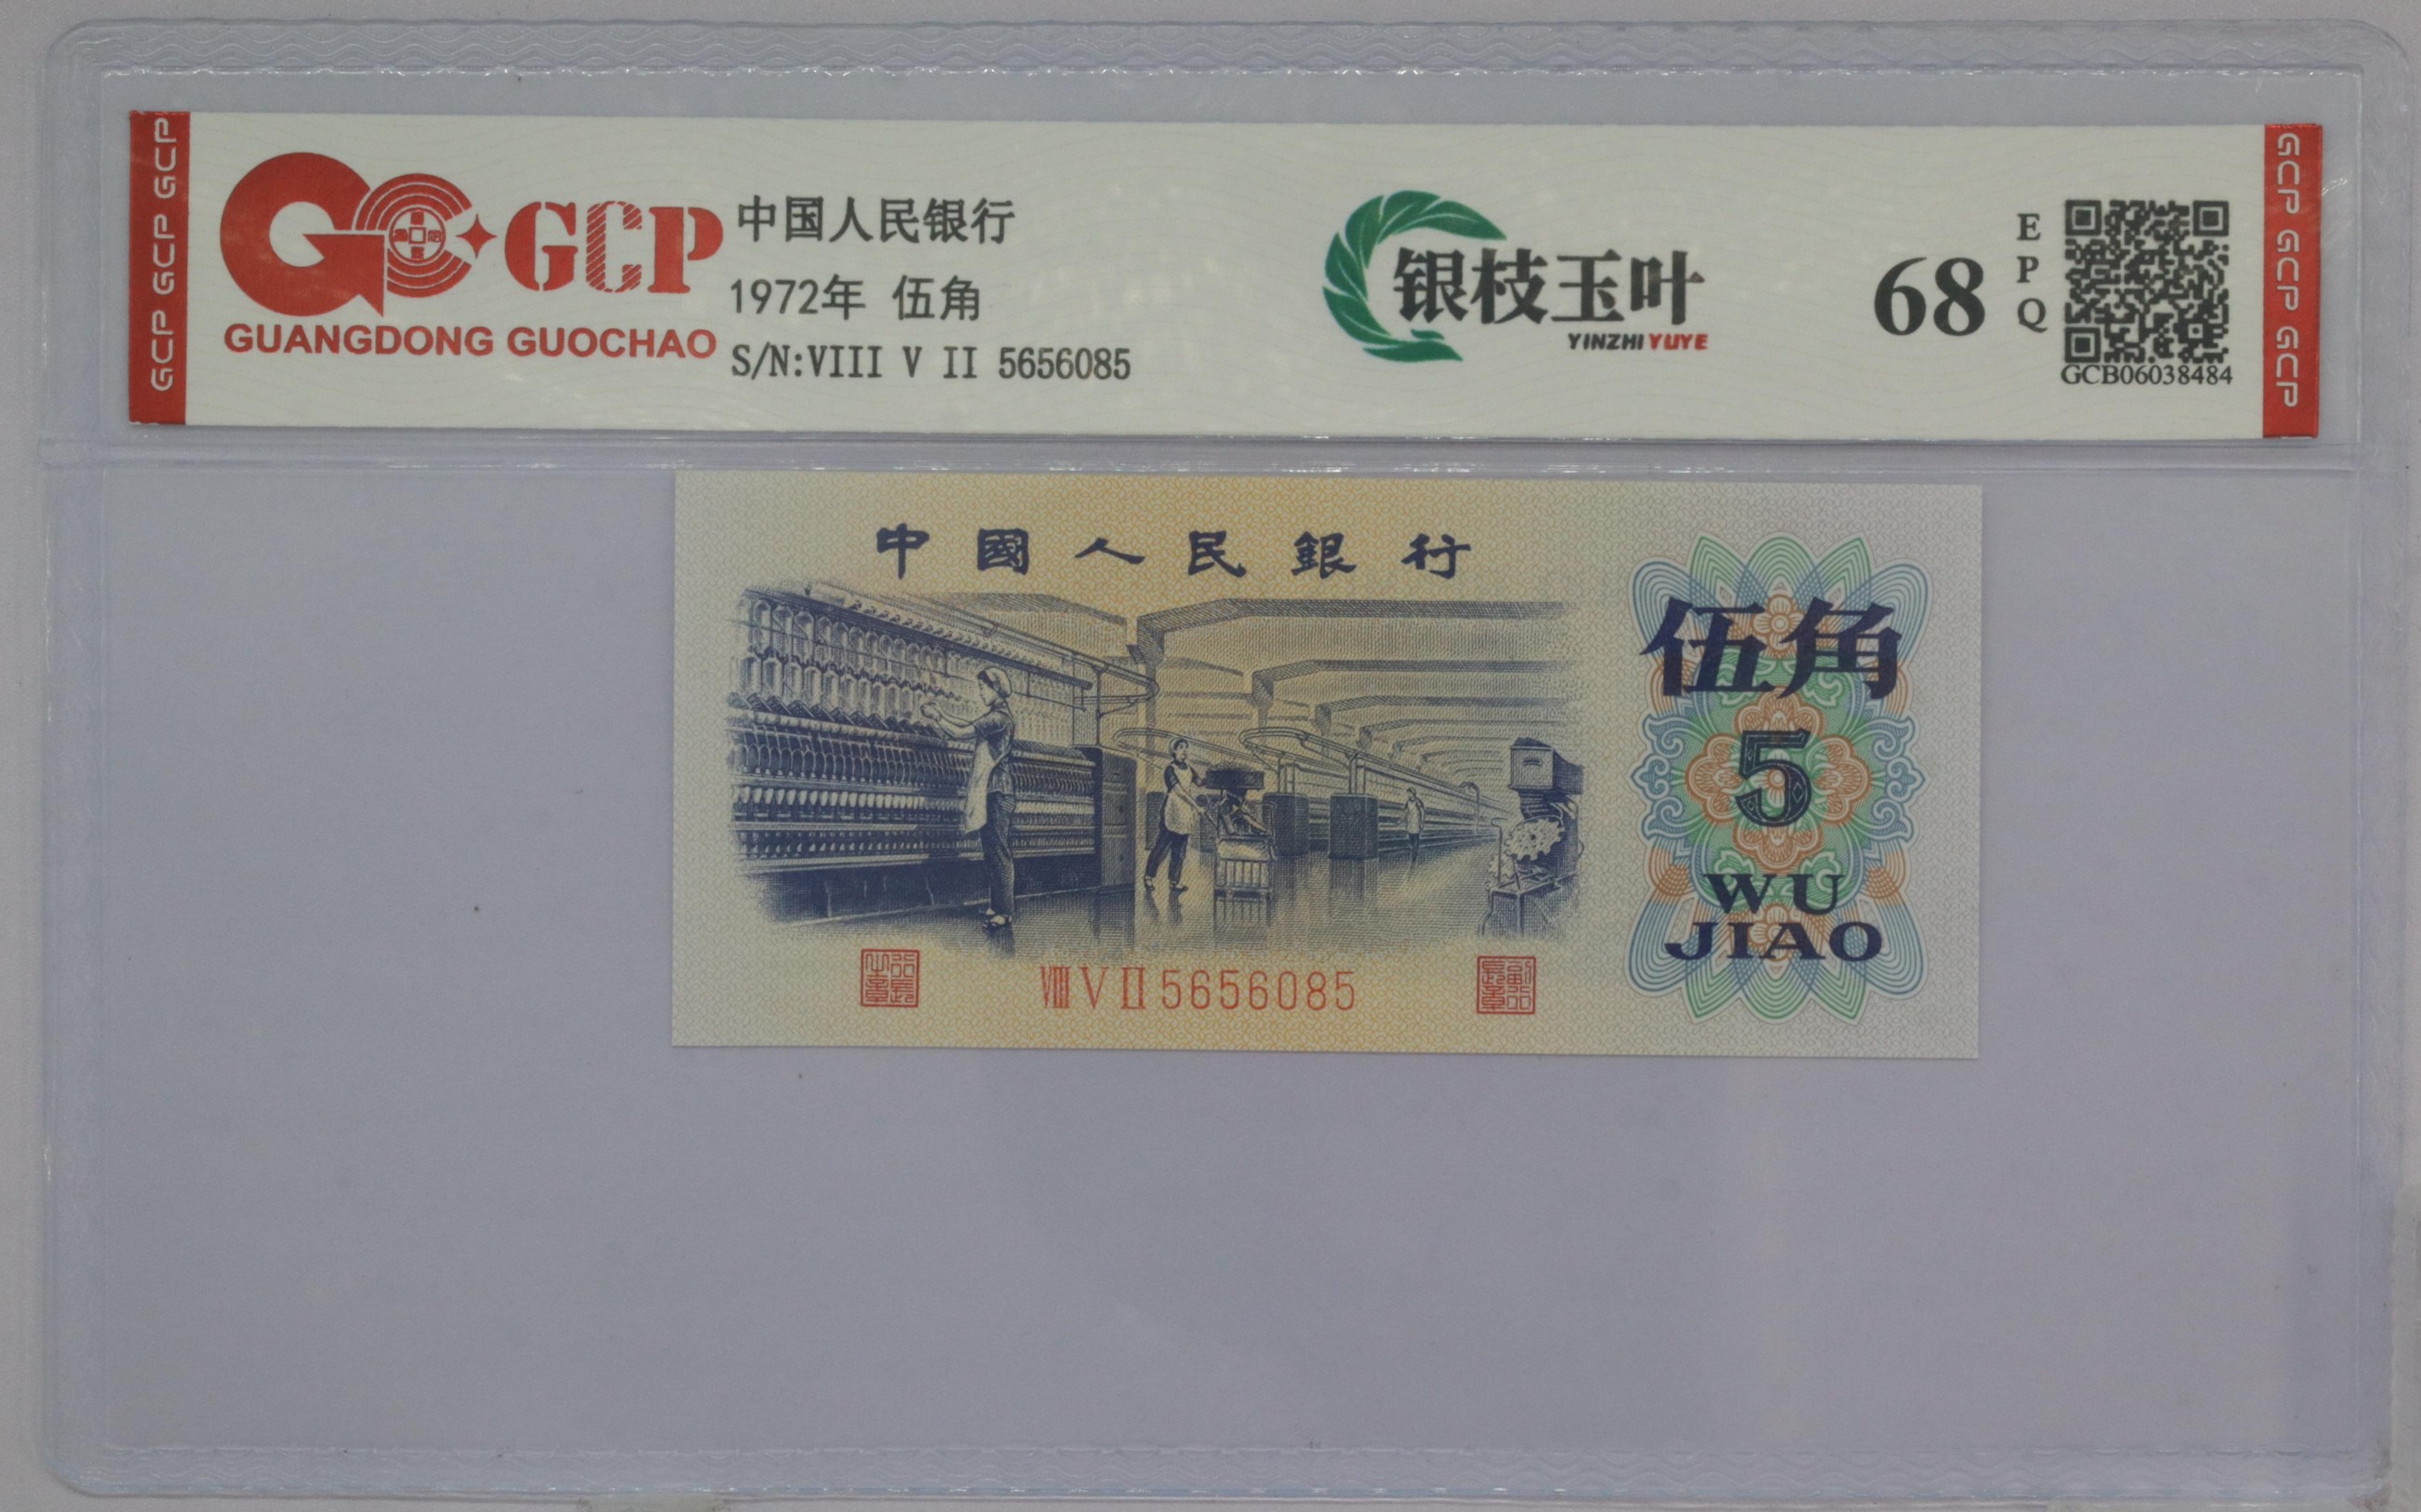 GCP GCP GCP
GCP
GUANGDONG GUOCHAO
中国人民银行
1972年 伍角
S/N:VIII V II 5656085
银枝玉叶
YINZHI YUYE
68
EPQ
GCB06038484
GCP GCP GCP
中國人民銀行
伍角
5
WU
JIAO
VIII V II 5656085